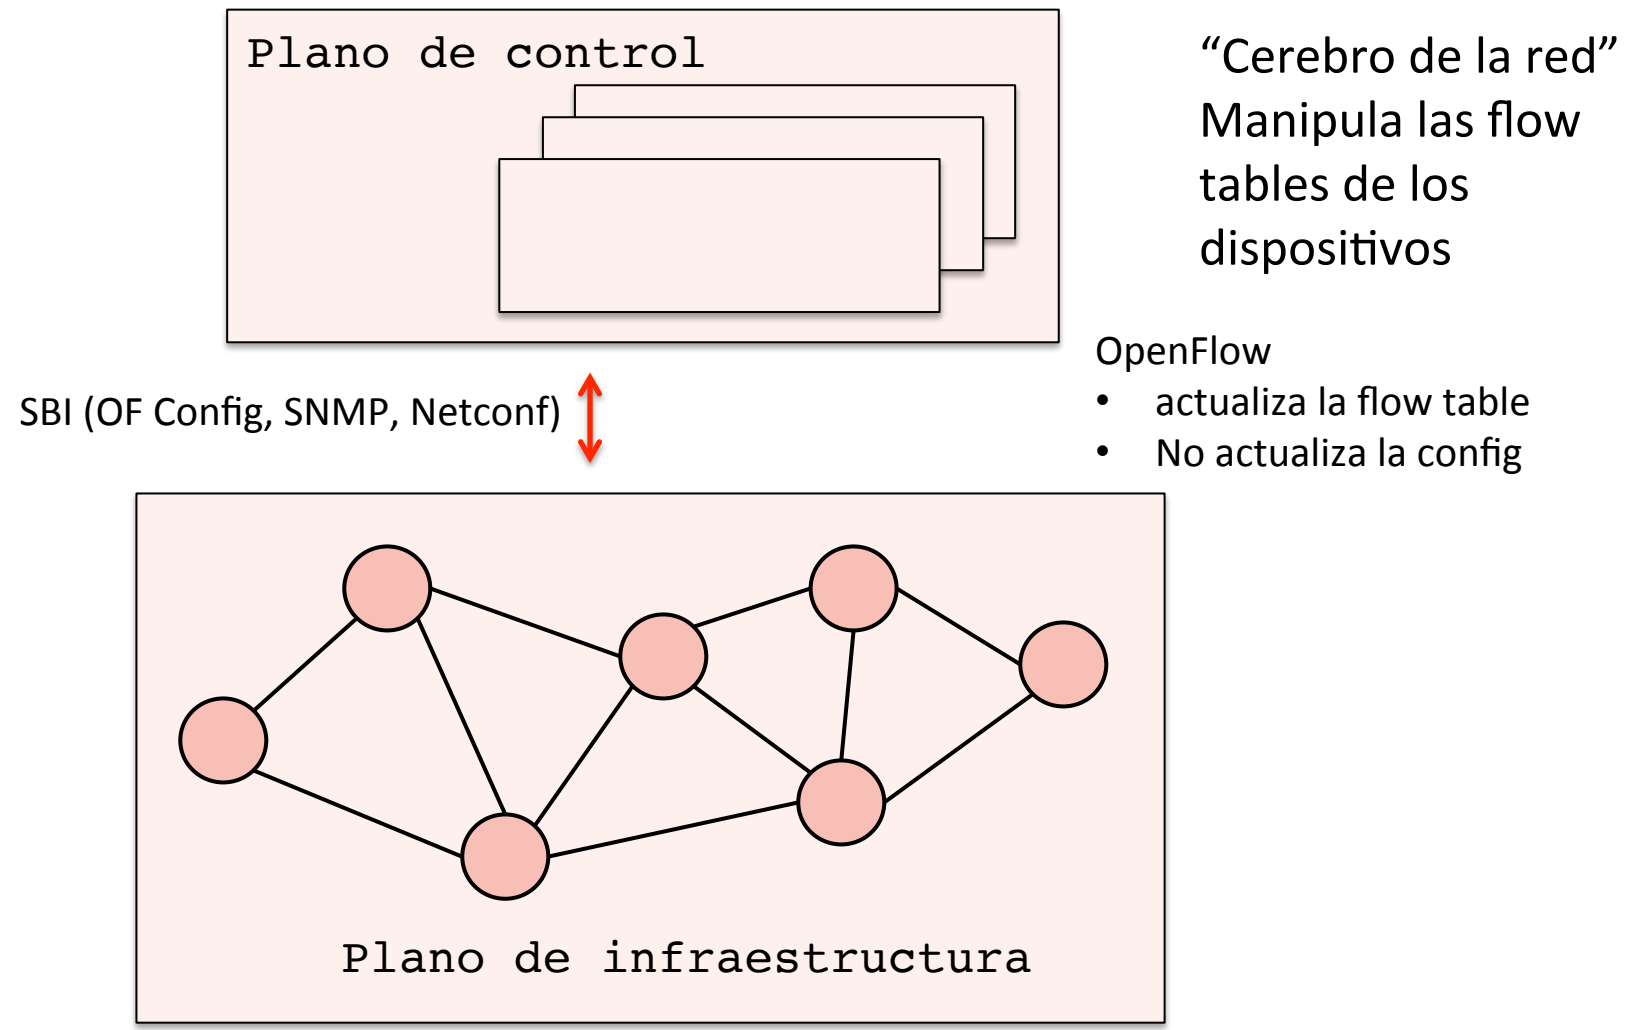 Plano de control
“Cerebro de la red”
Manipula las flow
tables de los
dispositivos
OpenFlow
• actualiza la flow table
• No actualiza la config
SBI (OF Config, SNMP, Netconf)
Plano de infraestructura